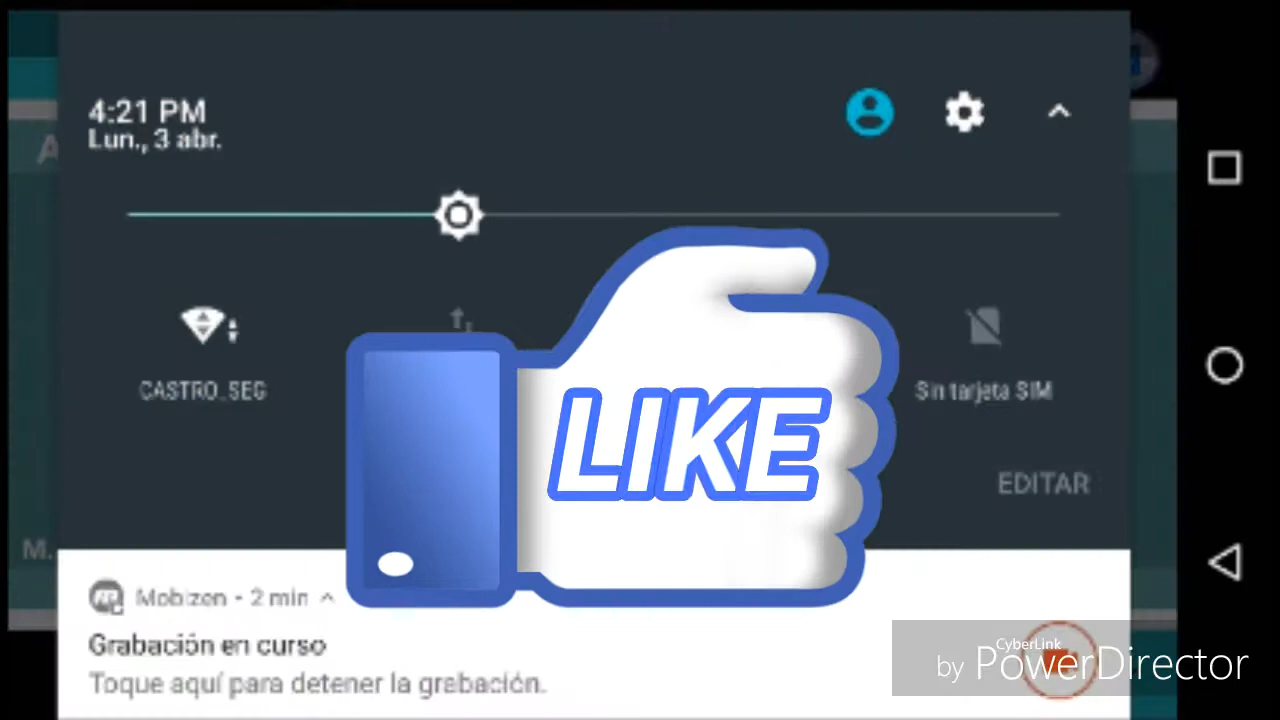 4:21 PM
Lun., 3 abr.
CASTRO_SEG
Sin tarjeta SIM
LIKE
EDITAR
M.
Mobizen • 2 min
Grabación en curso
Toque aquí para detener la grabación.
CyberLink
by PowerDirector